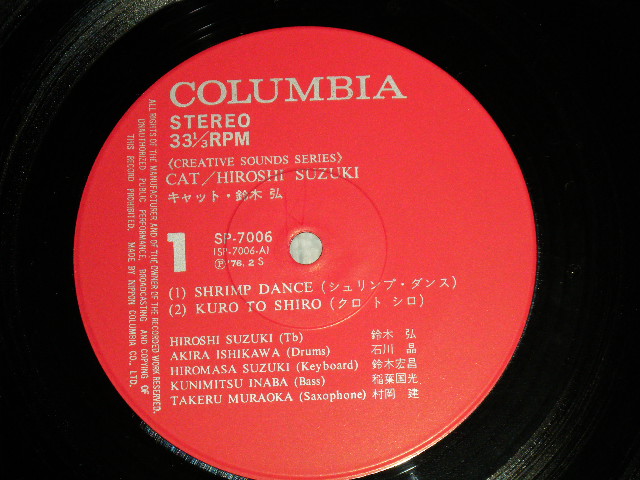 COLUMBIA
STEREO
33⅓RPM
〈CREATIVE SOUNDS SERIES〉
CAT／HIROSHI SUZUKI
キャット・鈴木 弘
1
SP-7006
(SP-7006-A)
Ⓟ'76. 2 S
(1) SHRIMP DANCE (シュリンプ・ダンス)
(2) KURO TO SHIRO (クロ ト シロ)
HIROSHI SUZUKI (Tb) 鈴木 弘
AKIRA ISHIKAWA (Drums) 石川 晶
HIROMASA SUZUKI (Keyboard) 鈴木宏昌
KUNIMITSU INABA (Bass) 稲葉国光
TAKERU MURAOKA (Saxophone) 村岡 建
ALL RIGHTS OF THE MANUFACTURER AND OF THE OWNER OF THE RECORDED WORK RESERVED.
UNAUTHORIZED PUBLIC PERFORMANCE, BROADCASTING AND COPYING OF
THIS RECORD PROHIBITED. MADE BY NIPPON COLUMBIA CO., LTD.